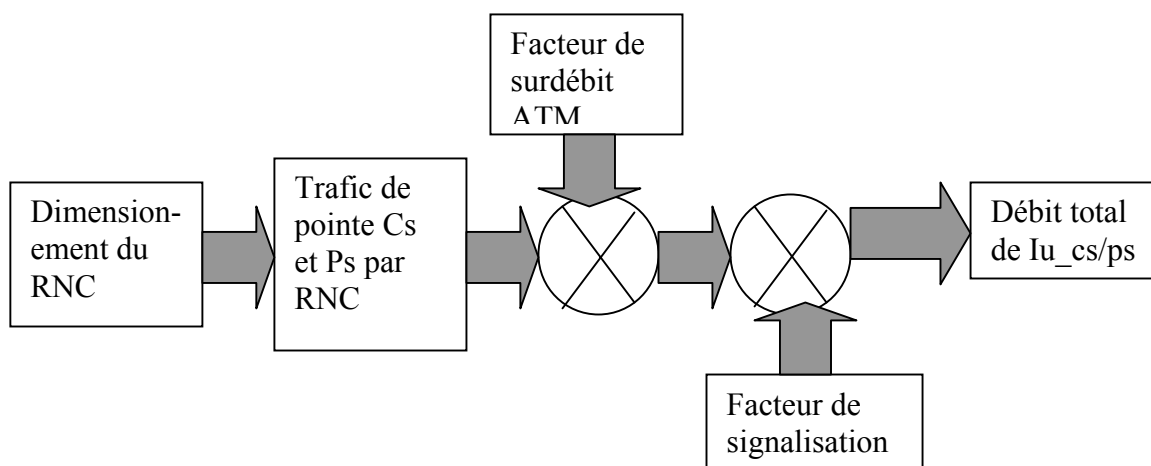 Facteur de
surdébit
ATM
Dimension-
ement du
RNC
Trafic de
pointe Cs
et Ps par
RNC
Débit total
de Iu_cs/ps
Facteur de
signalisation